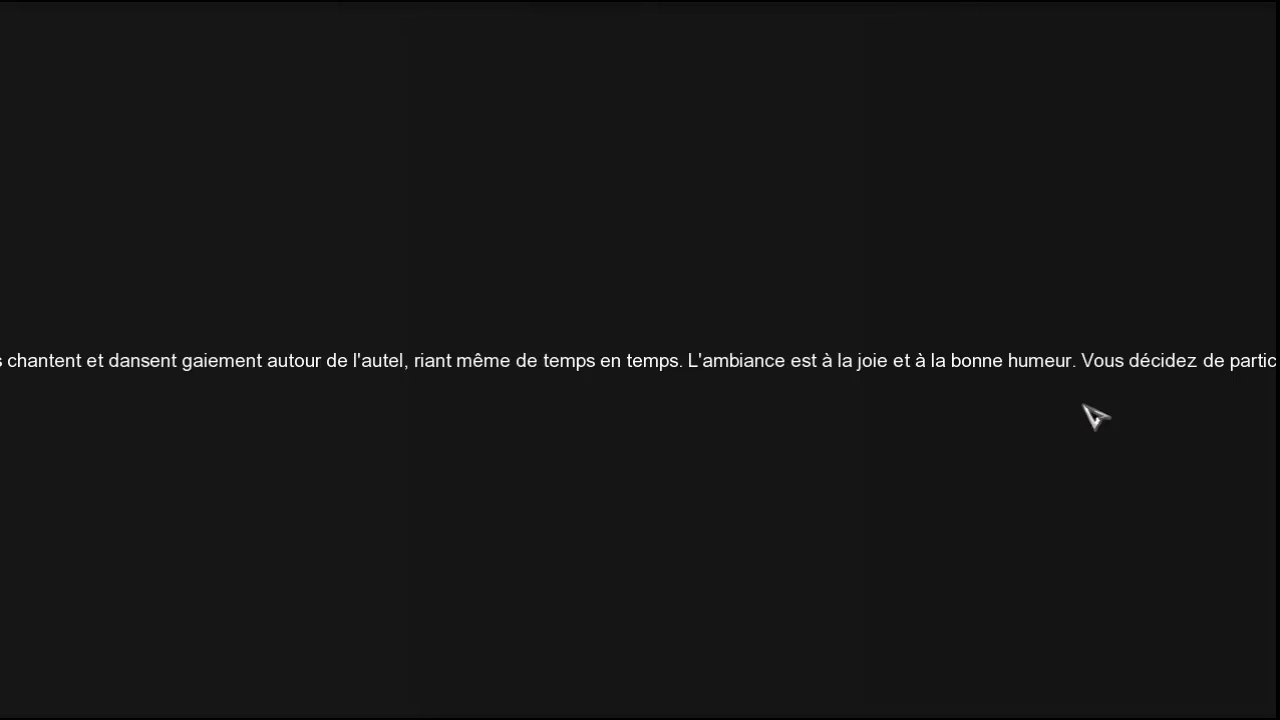 s chantent et dansent gaiement autour de l'autel, riant même de temps en temps. L'ambiance est à la joie et à la bonne humeur. Vous décidez de partic